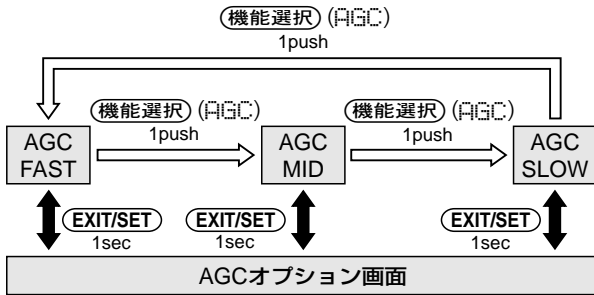 機能選択 (AGC)
1push
機能選択 (AGC)
1push
機能選択 (AGC)
1push
AGC
FAST
AGC
MID
AGC
SLOW
EXIT/SET
1sec
EXIT/SET
1sec
EXIT/SET
1sec
AGCオプション画面